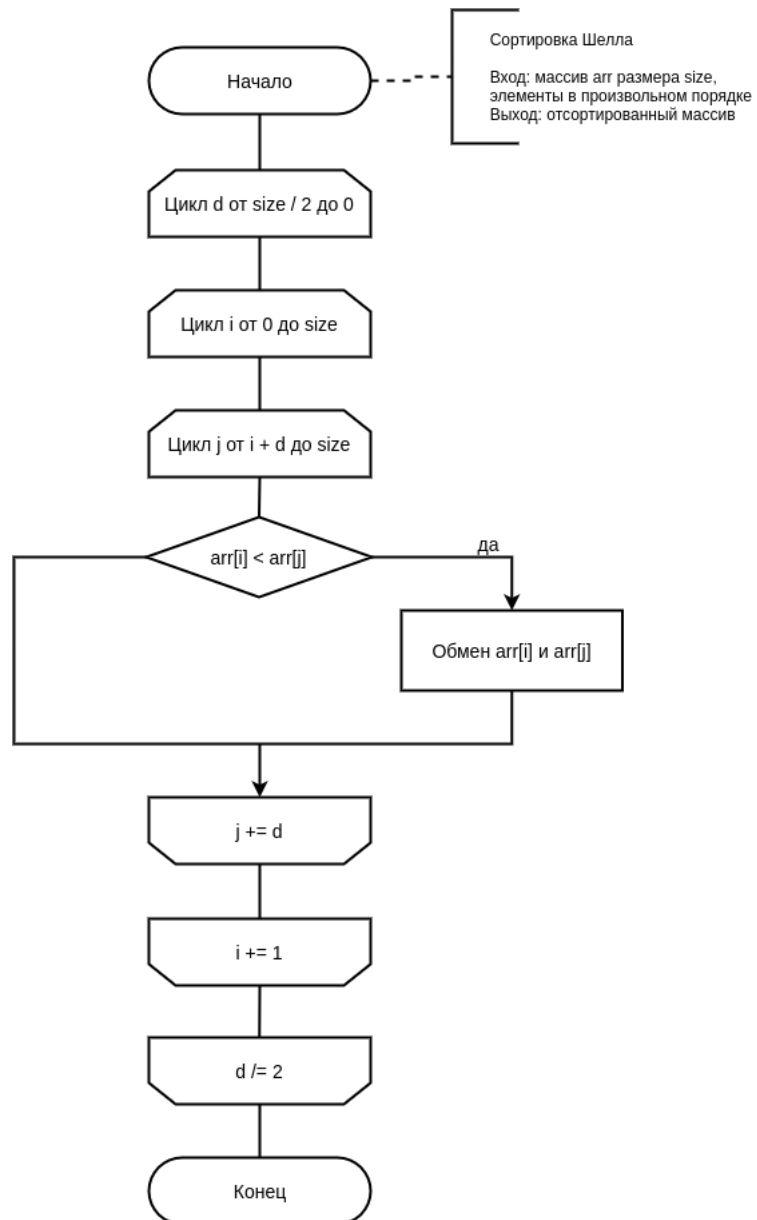 Начало
Сортировка Шелла
Вход: массив arr размера size,
элементы в произвольном порядке
Выход: отсортированный массив
Цикл d от size / 2 до 0
Цикл i от 0 до size
Цикл j от i + d до size
arr[i] < arr[j]
да
Обмен arr[i] и arr[j]
j += d
i += 1
d /= 2
Конец